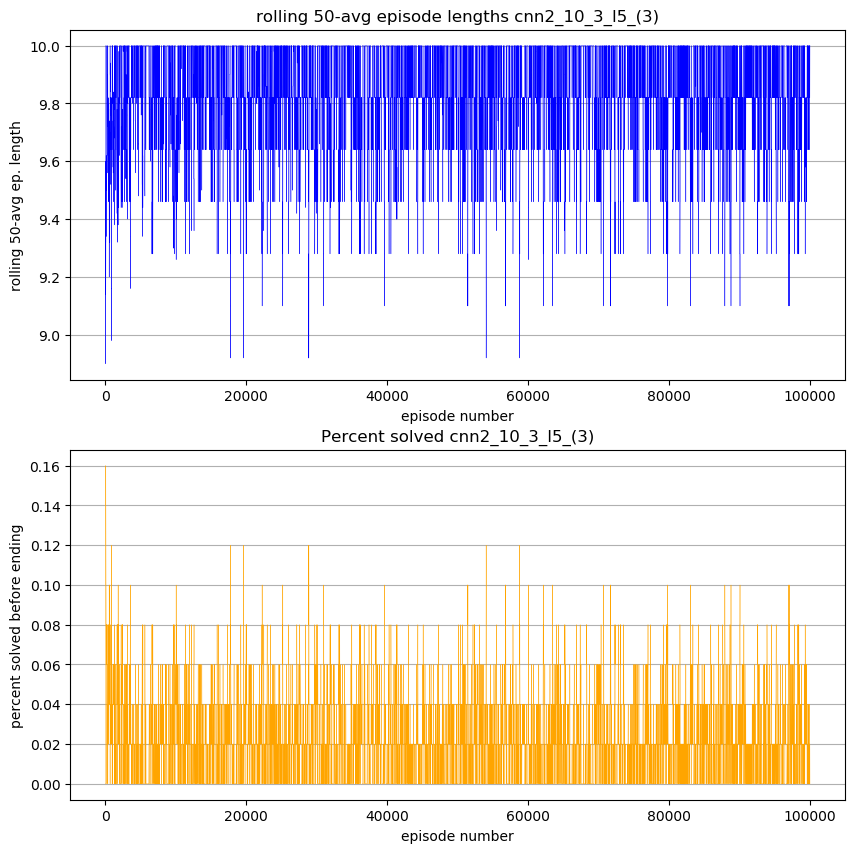 rolling 50-avg episode lengths cnn2_10_3_l5_(3)
10.0
9.8
9.6
9.4
9.2
9.0
rolling 50-avg ep. length
0 20000 40000 60000 80000 100000
episode number
Percent solved cnn2_10_3_l5_(3)
0.16
0.14
0.12
0.10
0.08
0.06
0.04
0.02
0.00
percent solved before ending
0 20000 40000 60000 80000 100000
episode number